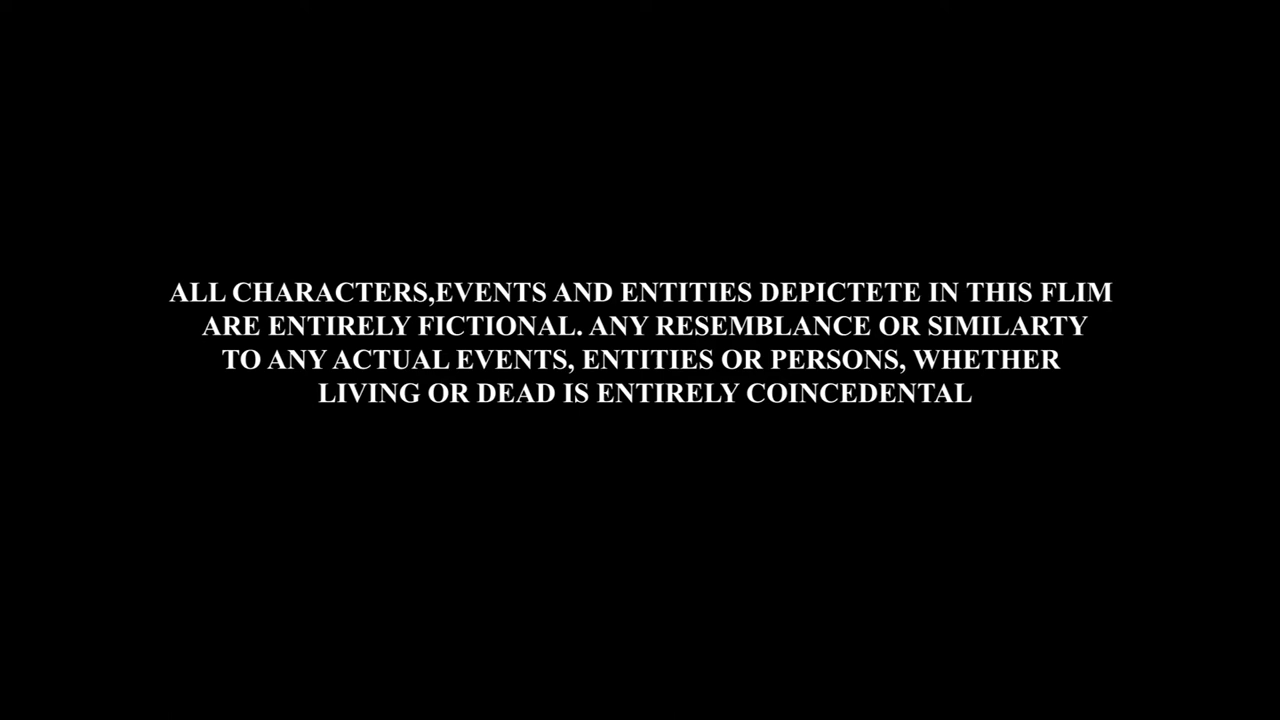 ALL CHARACTERS,EVENTS AND ENTITIES DEPICTETE IN THIS FLIM
ARE ENTIRELY FICTIONAL. ANY RESEMBLANCE OR SIMILARTY
TO ANY ACTUAL EVENTS, ENTITIES OR PERSONS, WHETHER
LIVING OR DEAD IS ENTIRELY COINCEDENTAL